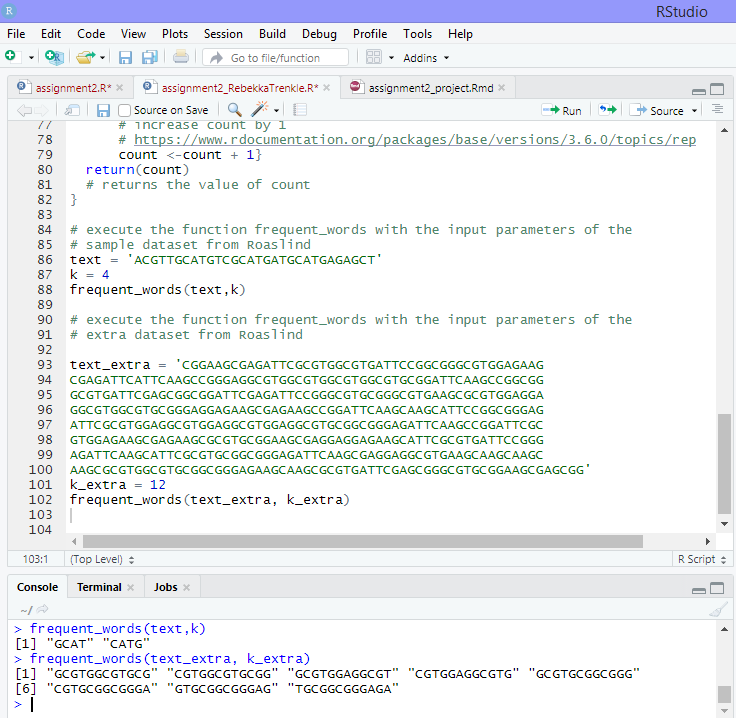 RStudio
File Edit Code View Plots Session Build Debug Profile Tools Help
Go to file/function Addins
assignment2.R* assignment2_RebekkaTrenkle.R* assignment2_project.Rmd
Source on Save Run Source
77 # increase count by 1
78 # https://www.rdocumentation.org/packages/base/versions/3.6.0/topics/rep
79 count <-count + 1}
80 return(count)
81 # returns the value of count
82 }
83
84 # execute the function frequent_words with the input parameters of the
85 # sample dataset from Roaslind
86 text = 'ACGTTGCATGTCGCATGATGCATGAGAGCT'
87 k = 4
88 frequent_words(text,k)
89
90 # execute the function frequent_words with the input parameters of the
91 # extra dataset from Roaslind
92
93 text_extra = 'CGGAAGCGAGATTCGCGTGGCGTGATTCCGGCGGGCGTGGAGAAG
94 CGAGATTCATTCAAGCCGGGAGGCGTGGCGTGGCGTGGCGTGCGGATTCAAGCCGGCGG
95 GCGTGATTCGAGCGGCGGATTCGAGATTCCGGGCGTGCGGGCGTGAAGCGCGTGGAGGA
96 GGCGTGGCGTGCGGGAGGAGAAGCGAGAAGCCGGATTCAAGCAAGCATTCCGGCGGGAG
97 ATTCGCGTGGAGGCGTGGAGGCGTGGAGGCGTGCGGCGGGAGATTCAAGCCGGATTCGC
98 GTGGAGAAGCGAGAAGCGCGTGCGGAAGCGAGGAGGAGAAGCATTCGCGTGATTCCGGG
99 AGATTCAAGCATTCGCGTGCGGCGGGAGATTCAAGCGAGGAGGCGTGAAGCAAGCAAGC
100 AAGCGCGTGGCGTGCGGCGGGAGAAGCAAGCGCGTGATTCGAGCGGGCGTGCGGAAGCGAGCGG'
101 k_extra = 12
102 frequent_words(text_extra, k_extra)
103
104
103:1 (Top Level) R Script
Console Terminal Jobs
~/
> frequent_words(text,k)
[1] "GCAT" "CATG"
> frequent_words(text_extra, k_extra)
[1] "GCGTGGCGTGCG" "CGTGGCGTGCGG" "GCGTGGAGGCGT" "CGTGGAGGCGTG" "GCGTGCGGCGGG"
[6] "CGTGCGGCGGGA" "GTGCGGCGGGAG" "TGCGGCGGGAGA"
>